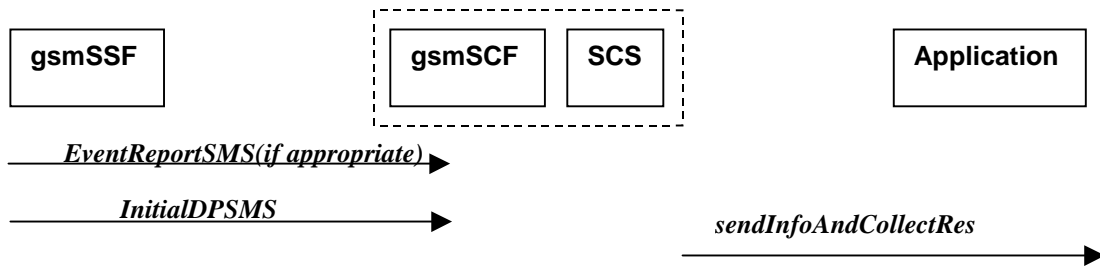 gsmSSF
gsmSCF
SCS
Application
EventReportSMS(if appropriate)
InitialDPSMS
sendInfoAndCollectRes